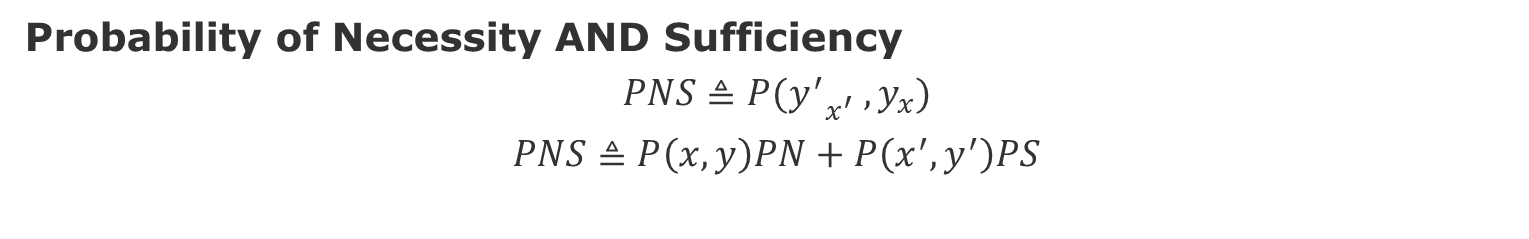 Probability of Necessity AND Sufficiency
PNS ≜ P(y'ₓ', yₓ)
PNS ≜ P(x, y)PN + P(x', y')PS